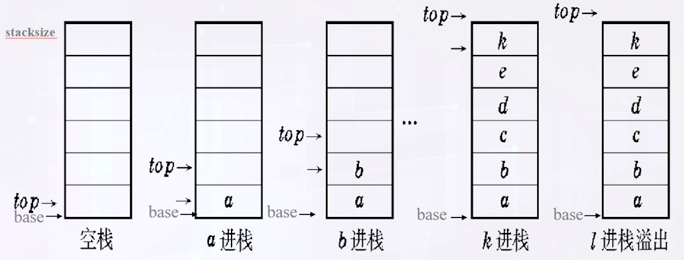 stacksize
top→
base→
空栈
top→
→ a
base→
a 进栈
top→
→ b
a
base→
b 进栈
...
top→
→ k
e
d
c
b
a
base→
k 进栈
top→
k
e
d
c
b
a
base→
l 进栈溢出